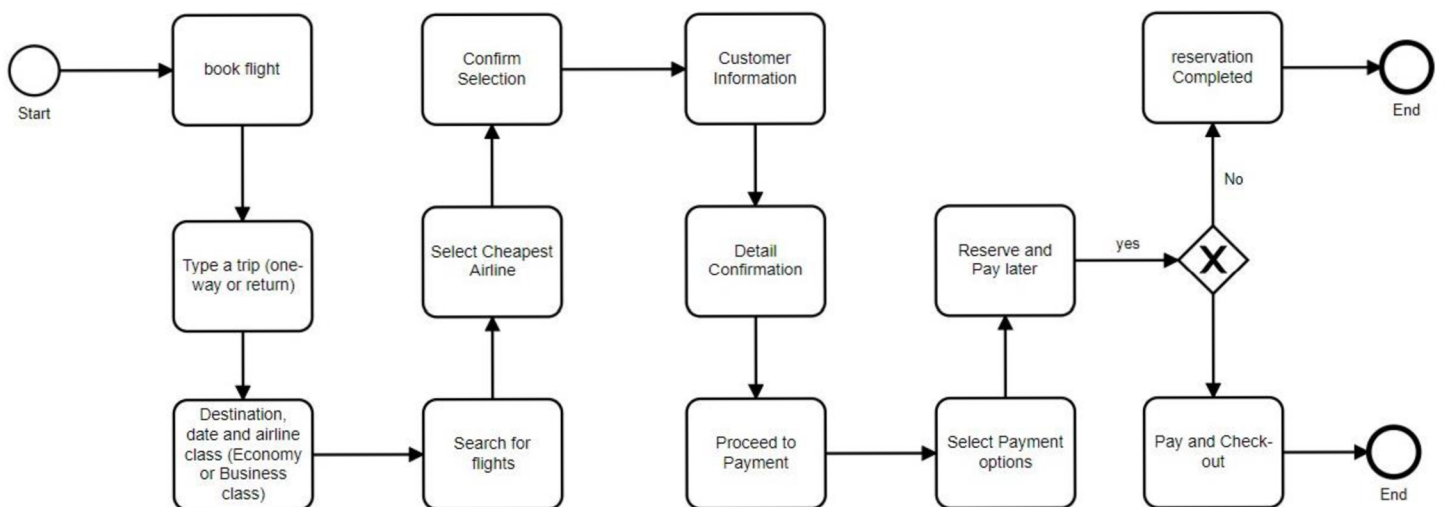 Start
book flight
Type a trip (one-
way or return)
Destination,
date and airline
class (Economy
or Business
class)
Search for
flights
Select Cheapest
Airline
Confirm
Selection
Customer
Information
Detail
Confirmation
Proceed to
Payment
Select Payment
options
Reserve and
Pay later
yes
X
No
reservation
Completed
End
Pay and Check-
out
End